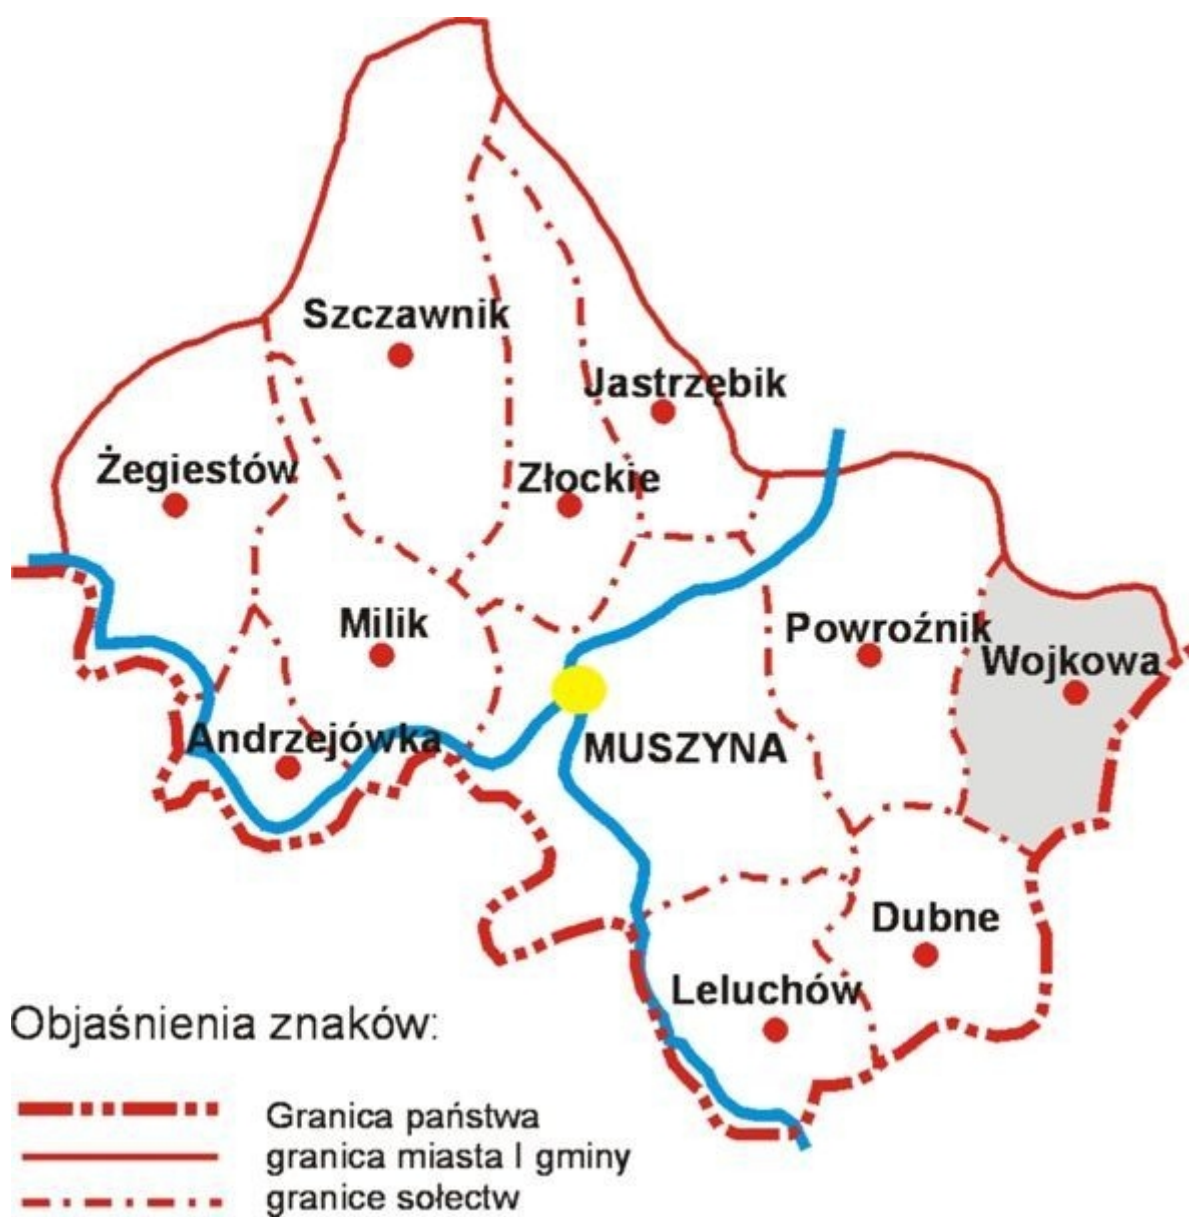 Szczawnik
Jastrzębik
Żegiestów
Złockie
Milik
Powroźnik
Wojkowa
Andrzejówka
MUSZYNA
Dubne
Leluchów
Objaśnienia znaków:
Granica państwa
granica miasta I gminy
granice sołectw